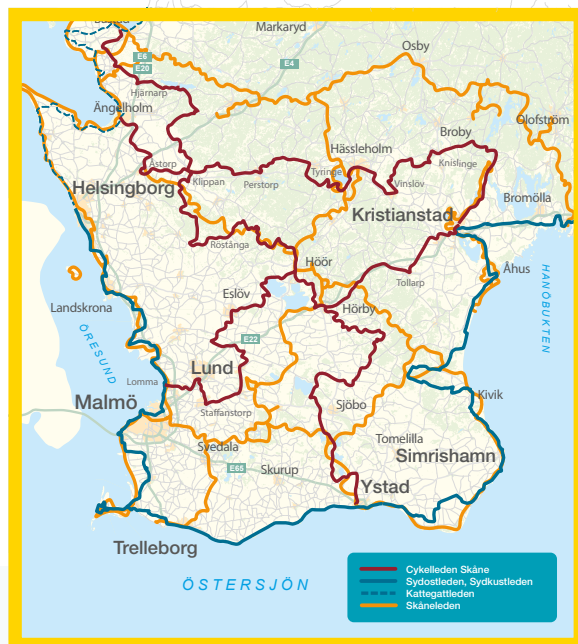 Markaryd
Osby
E6
E20
E4
Hjärnarp
Ängelholm
Olofström
Broby
Hässleholm
Åstorp
Tyringe
Knislinge
Helsingborg
Klippan
Perstorp
Vinslöv
Bromölla
Kristianstad
Röstånga
Höör
Åhus
Tollarp
HANÖBUKTEN
Eslöv
Landskrona
Hörby
ÖRESUND
E22
Lund
Lomma
Kivik
Malmö
Staffanstorp
Sjöbo
Svedala
Tomelilla
Simrishamn
E65
Skurup
Ystad
Trelleborg
ÖSTERSJÖN
Cykelleden Skåne
Sydostleden, Sydkustleden
Kattegattleden
Skåneleden